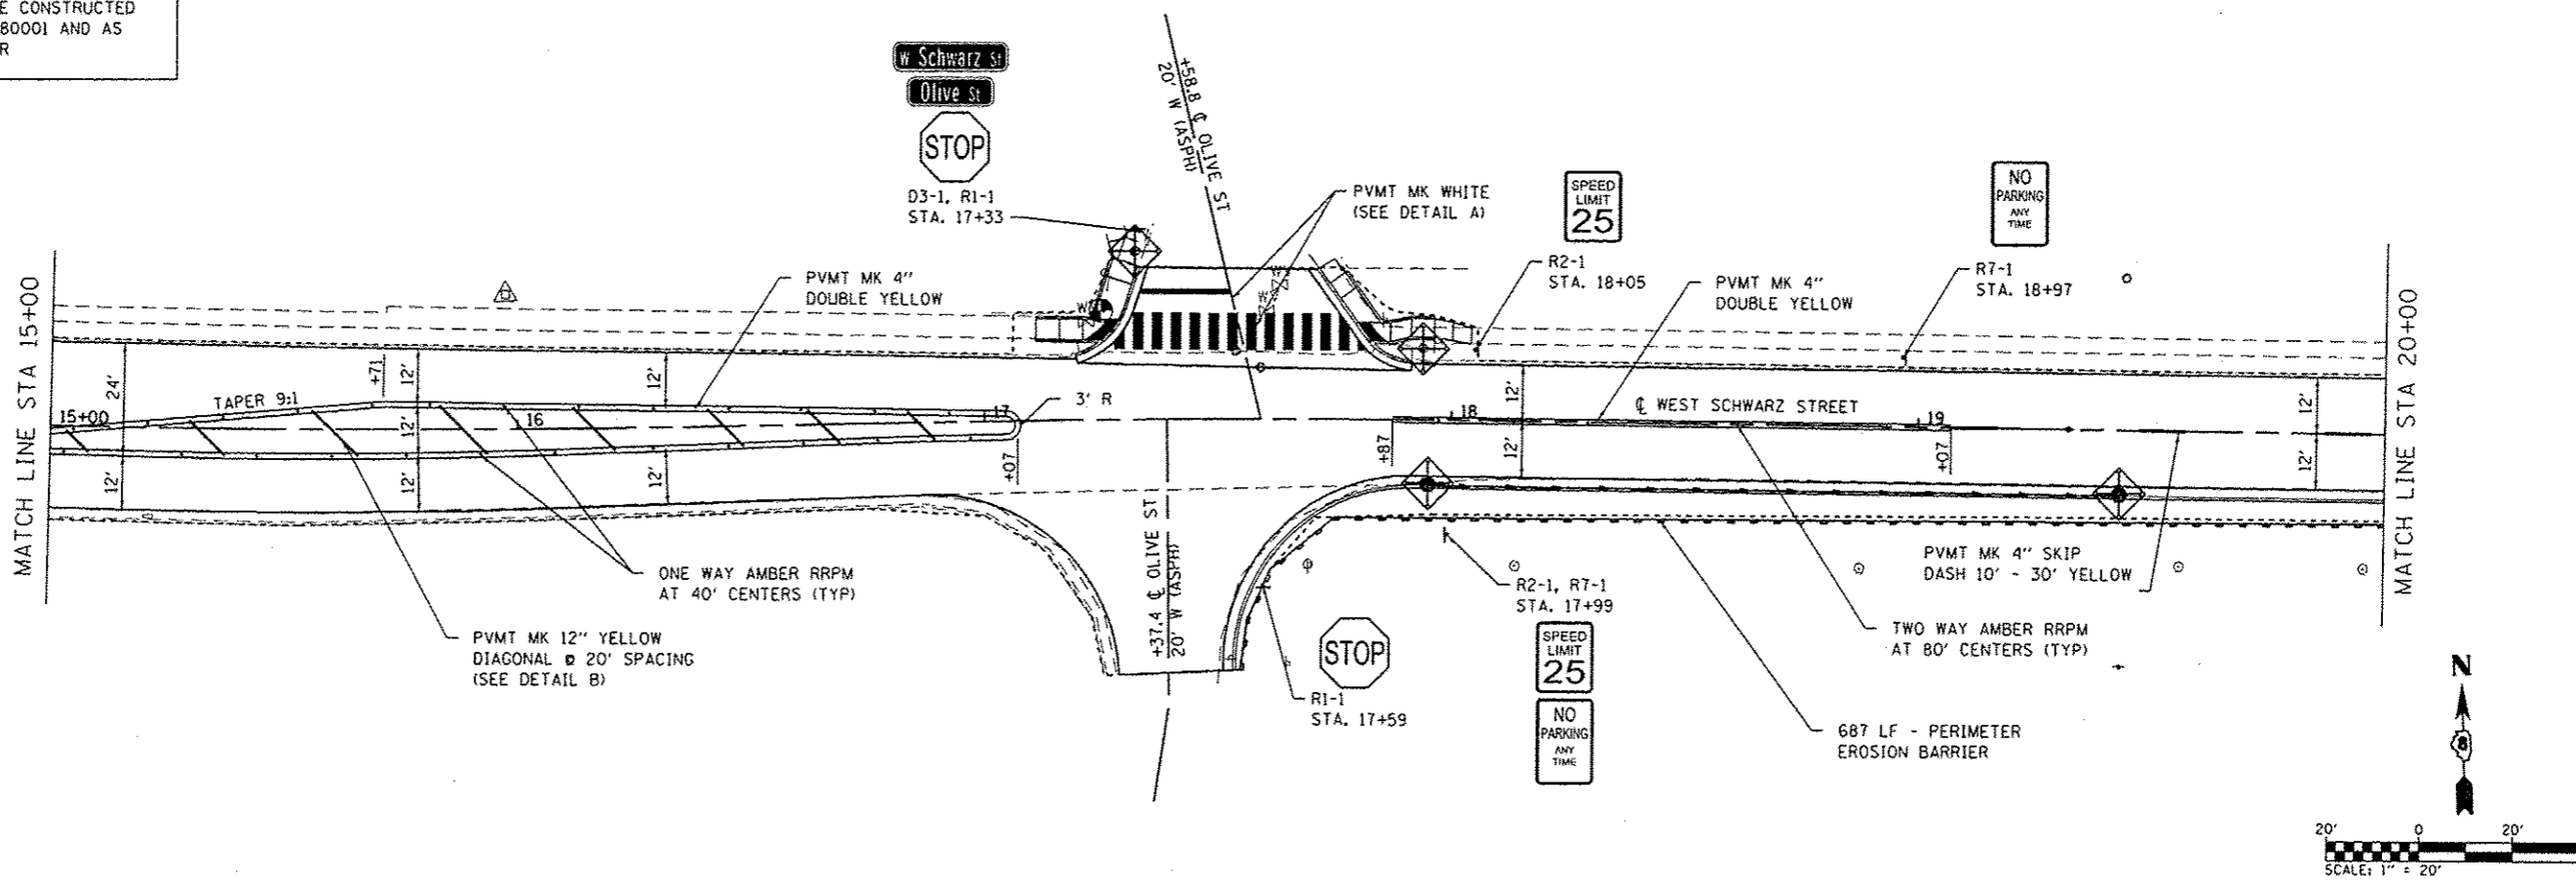 E CONSTRUCTED
80001 AND AS
R
W Schwarz St
Olive St
STOP
D3-1, R1-1
STA. 17+33
+58.8 ℄ OLIVE ST
20' W (ASPH)
PVMT MK WHITE
(SEE DETAIL A)
SPEED
LIMIT
25
R2-1
STA. 18+05
NO
PARKING
ANY
TIME
R7-1
STA. 18+97
PVMT MK 4"
DOUBLE YELLOW
PVMT MK 4"
DOUBLE YELLOW
MATCH LINE STA 15+00
MATCH LINE STA 20+00
24'
+71
12'
12'
12'
12'
TAPER 9:1
15+00
16
17
3' R
18
℄ WEST SCHWARZ STREET
19
12'
12'
12'
12'
+07
+87
12'
+07
12'
+37.4 ℄ OLIVE ST
20' W (ASPH)
ONE WAY AMBER RRPM
AT 40' CENTERS (TYP)
PVMT MK 12" YELLOW
DIAGONAL @ 20' SPACING
(SEE DETAIL B)
R2-1, R7-1
STA. 17+99
PVMT MK 4" SKIP
DASH 10' - 30' YELLOW
STOP
R1-1
STA. 17+59
SPEED
LIMIT
25
NO
PARKING
ANY
TIME
TWO WAY AMBER RRPM
AT 80' CENTERS (TYP)
687 LF - PERIMETER
EROSION BARRIER
N
8
20' 0 20'
SCALE: 1" = 20'